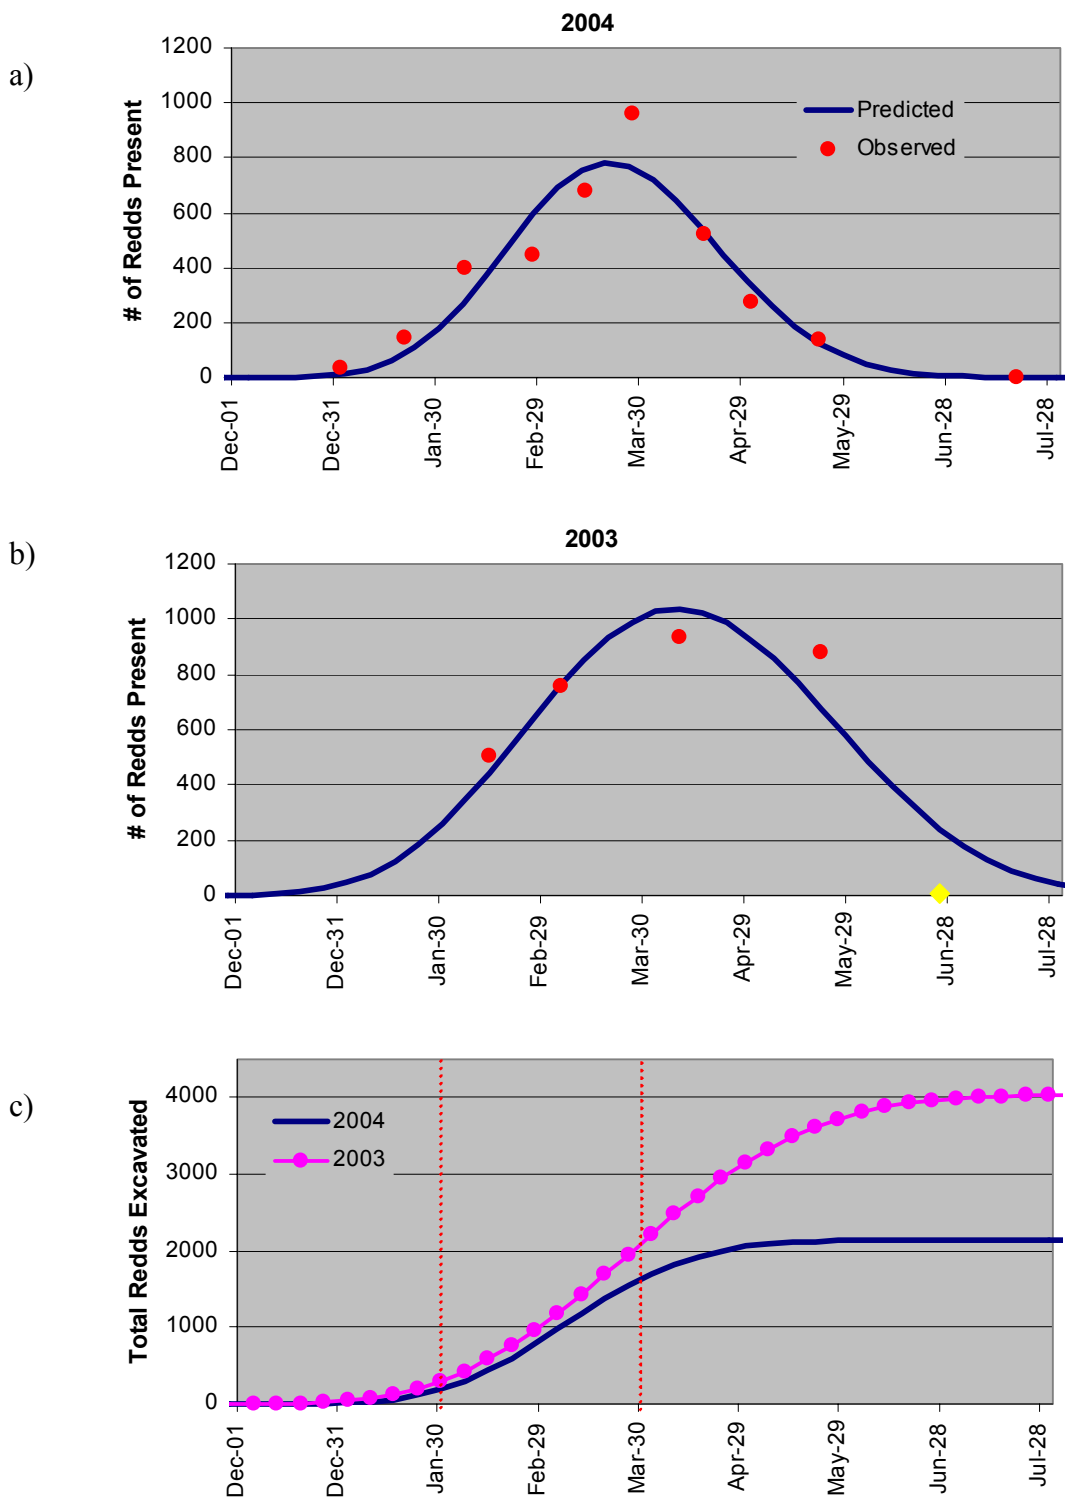 2004
a)
# of Redds Present
1200
1000
800
600
400
200
0
Predicted
Observed
Dec-01
Dec-31
Jan-30
Feb-29
Mar-30
Apr-29
May-29
Jun-28
Jul-28
2003
b)
# of Redds Present
1200
1000
800
600
400
200
0
Dec-01
Dec-31
Jan-30
Feb-29
Mar-30
Apr-29
May-29
Jun-28
Jul-28
c)
Total Redds Excavated
4000
3000
2000
1000
0
2004
2003
Dec-01
Dec-31
Jan-30
Feb-29
Mar-30
Apr-29
May-29
Jun-28
Jul-28